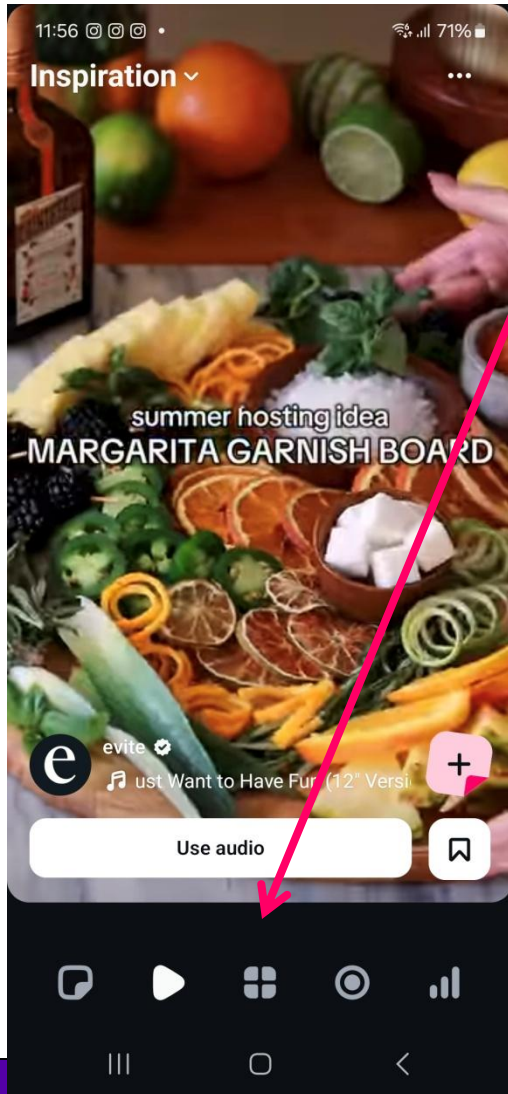 11:56
71%
Inspiration
summer hosting idea
MARGARITA GARNISH BOARD
e
evite
ust Want to Have Fun (12" Versi
Use audio